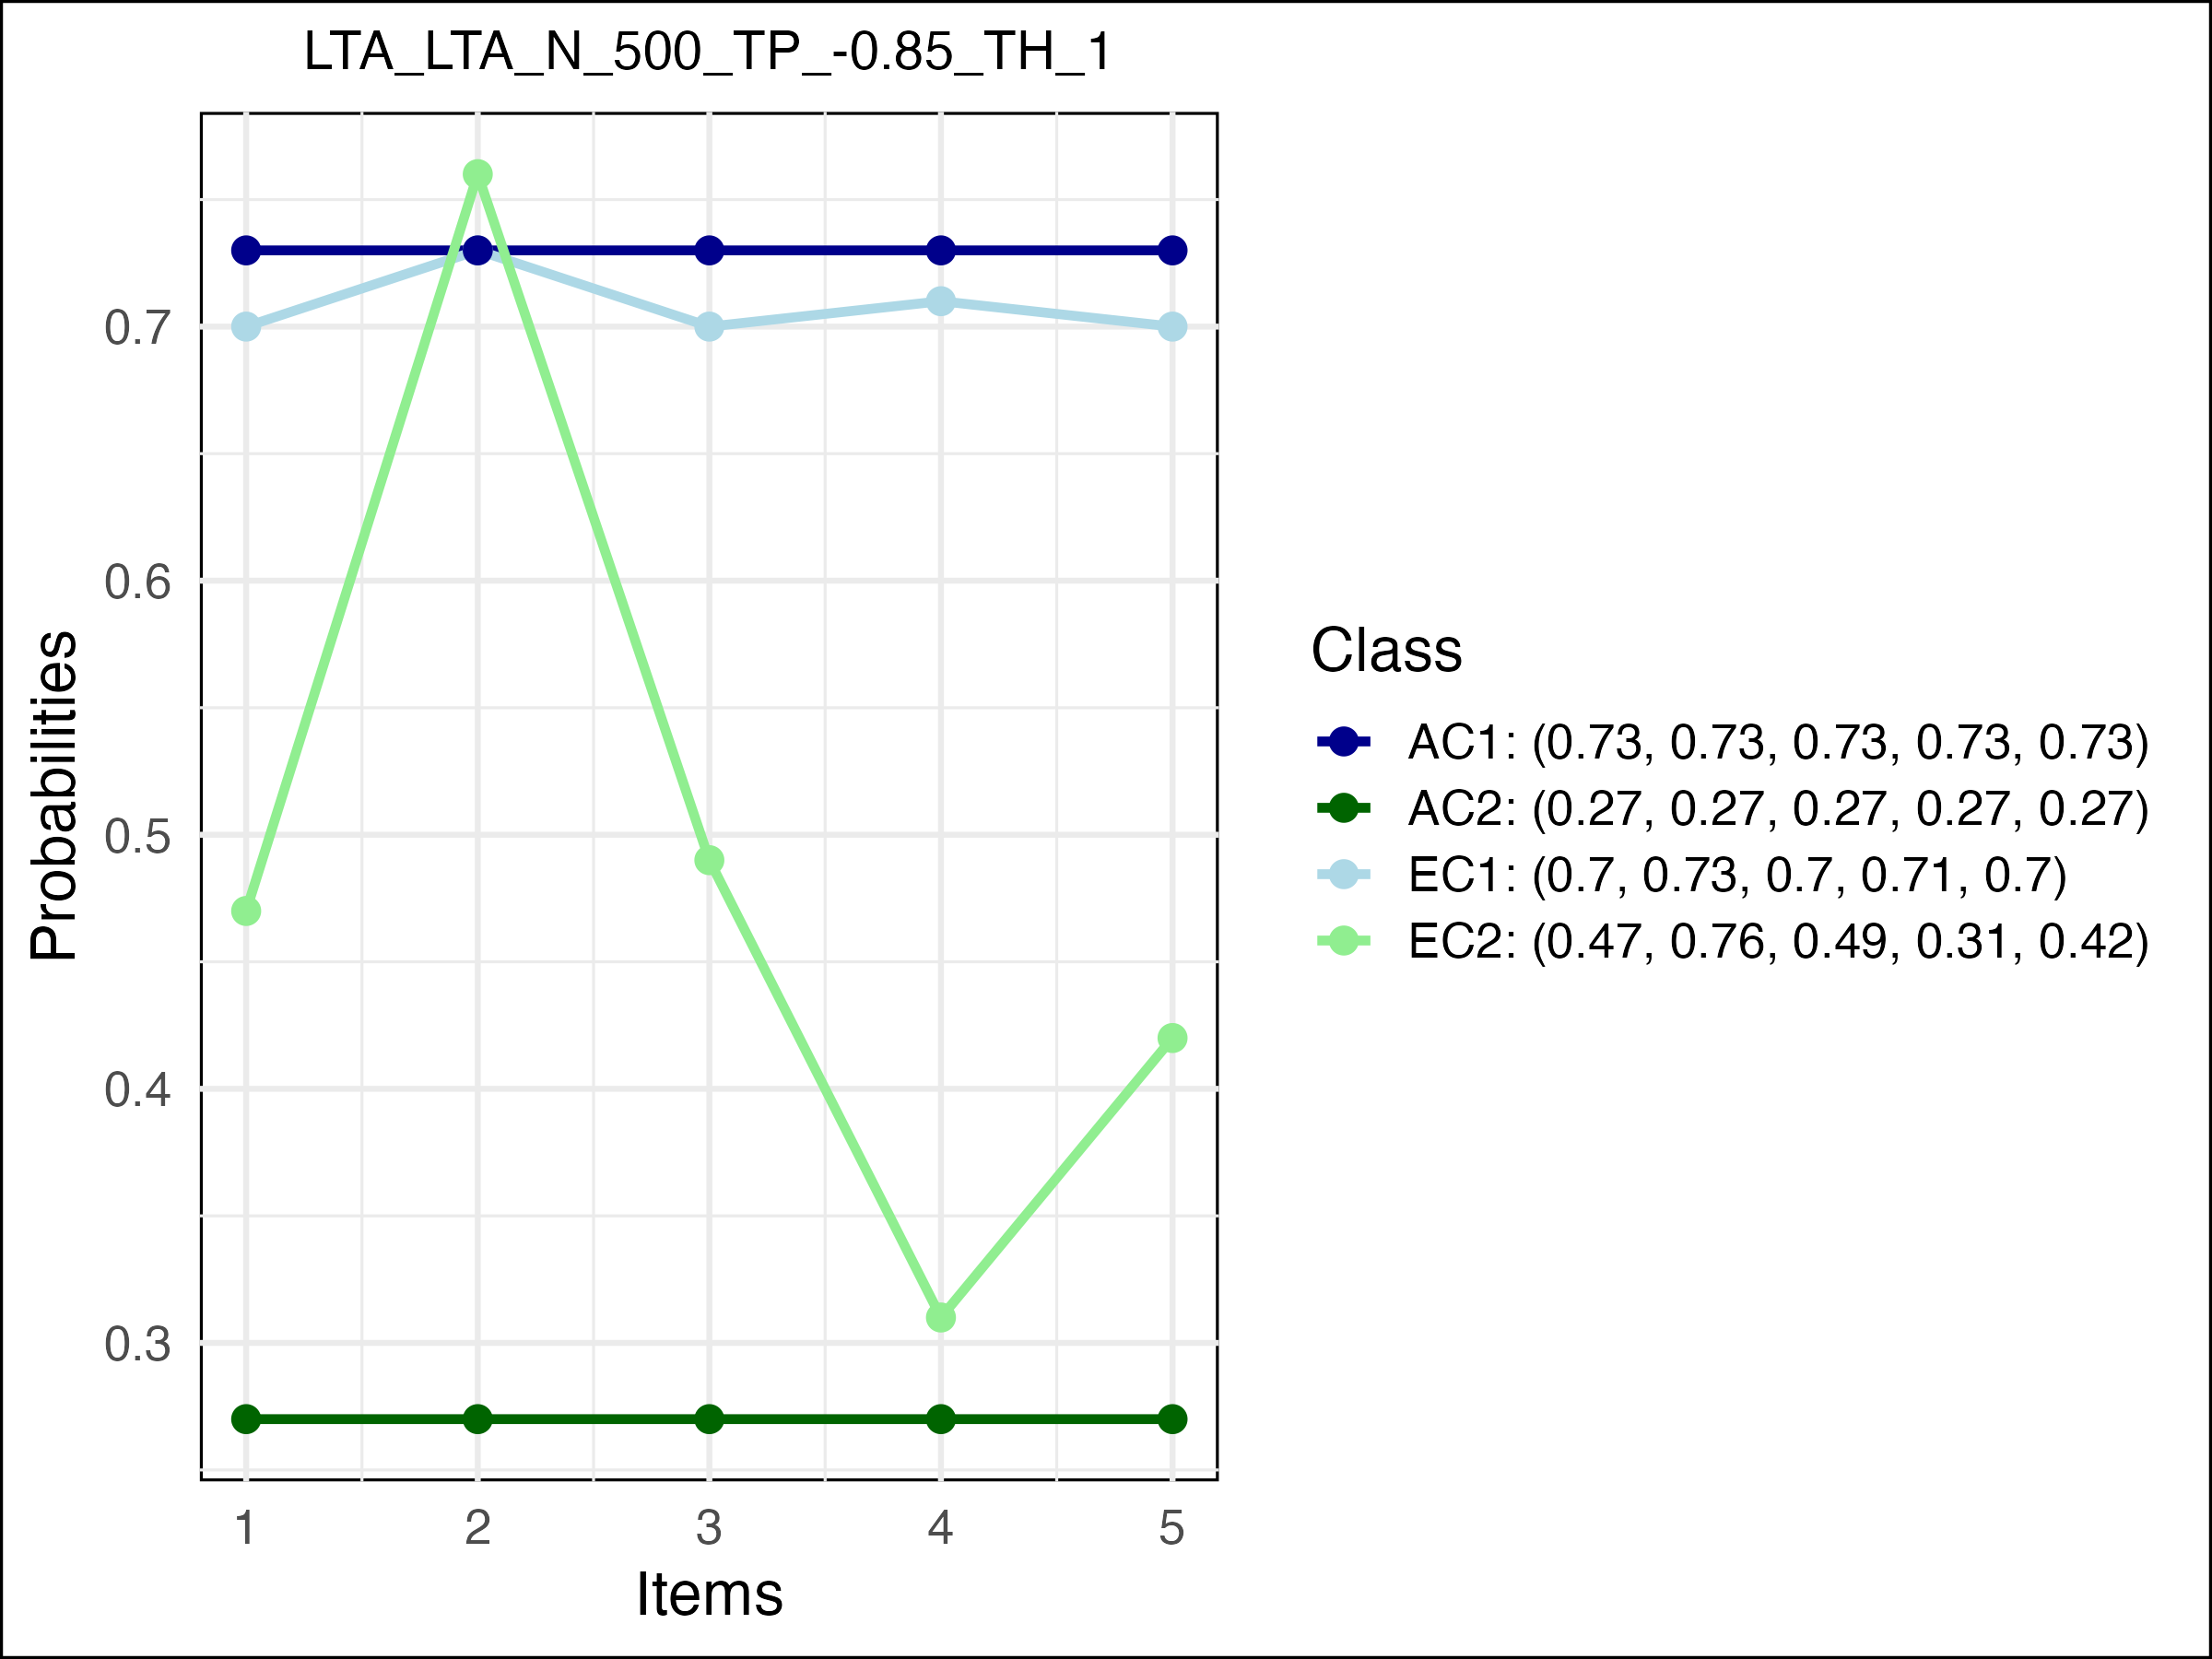 LTA_LTA_N_500_TP_-0.85_TH_1
Probabilities
0.7
0.6
0.5
0.4
0.3
1 2 3 4 5
Items
Class
AC1: (0.73, 0.73, 0.73, 0.73, 0.73)
AC2: (0.27, 0.27, 0.27, 0.27, 0.27)
EC1: (0.7, 0.73, 0.7, 0.71, 0.7)
EC2: (0.47, 0.76, 0.49, 0.31, 0.42)